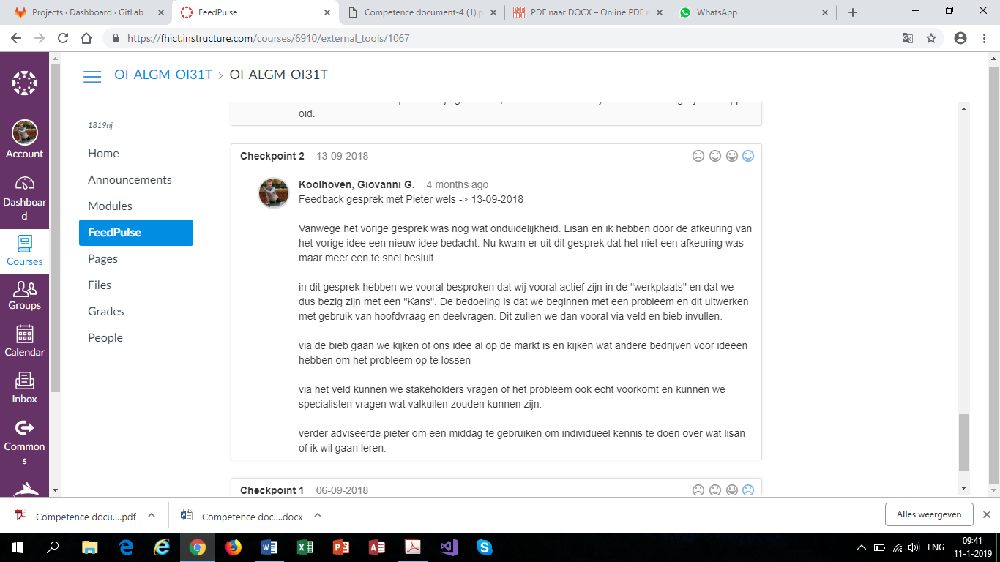 Projects · Dashboard · GitLab
FeedPulse
Competence document-4 (1).p
PDF naar DOCX – Online PDF n
WhatsApp
https://fhict.instructure.com/courses/6910/external_tools/1067
OI-ALGM-OI31T > OI-ALGM-OI31T
Account
Dashboar
d
Courses
Groups
Calendar
Inbox
Common
s
1819nj
Home
Announcements
Modules
FeedPulse
Pages
Files
Grades
People
oid.
Checkpoint 2 13-09-2018
Koolhoven, Giovanni G. 4 months ago
Feedback gesprek met Pieter wels -> 13-09-2018
Vanwege het vorige gesprek was nog wat onduidelijkheid. Lisan en ik hebben door de afkeuring van
het vorige idee een nieuw idee bedacht. Nu kwam er uit dit gesprek dat het niet een afkeuring was
maar meer een te snel besluit
in dit gesprek hebben we vooral besproken dat wij vooral actief zijn in de "werkplaats" en dat we
dus bezig zijn met een "Kans". De bedoeling is dat we beginnen met een probleem en dit uitwerken
met gebruik van hoofdvraag en deelvragen. Dit zullen we dan vooral via veld en bieb invullen.
via de bieb gaan we kijken of ons idee al op de markt is en kijken wat andere bedrijven voor ideeen
hebben om het probleem op te lossen
via het veld kunnen we stakeholders vragen of het probleem ook echt voorkomt en kunnen we
specialisten vragen wat valkuilen zouden kunnen zijn.
verder adviseerde pieter om een middag te gebruiken om individueel kennis te doen over wat lisan
of ik wil gaan leren.
Checkpoint 1 06-09-2018
Competence docu....pdf
Competence doc....docx
Alles weergeven
ENG
09:41
11-1-2019